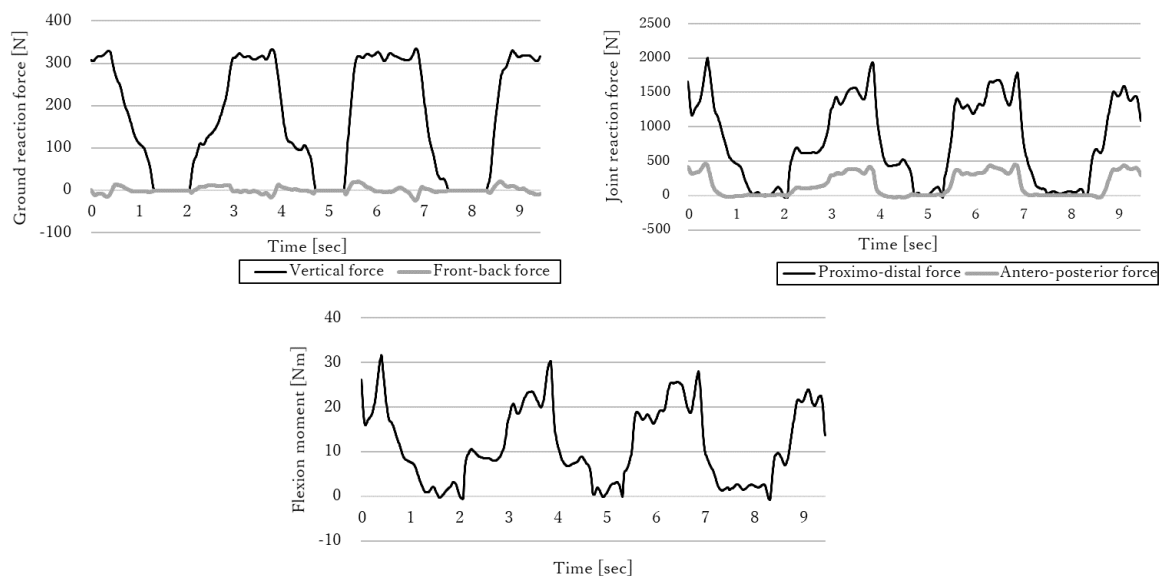 Ground reaction force [N]
400
300
200
100
0
-100
0 1 2 3 4 5 6 7 8 9
Time [sec]
Vertical force Front-back force
Joint reaction force [N]
2500
2000
1500
1000
500
0
-500
0 1 2 3 4 5 6 7 8 9
Time [sec]
Proximo-distal force Antero-posterior force
Flexion moment [Nm]
40
30
20
10
0
-10
0 1 2 3 4 5 6 7 8 9
Time [sec]